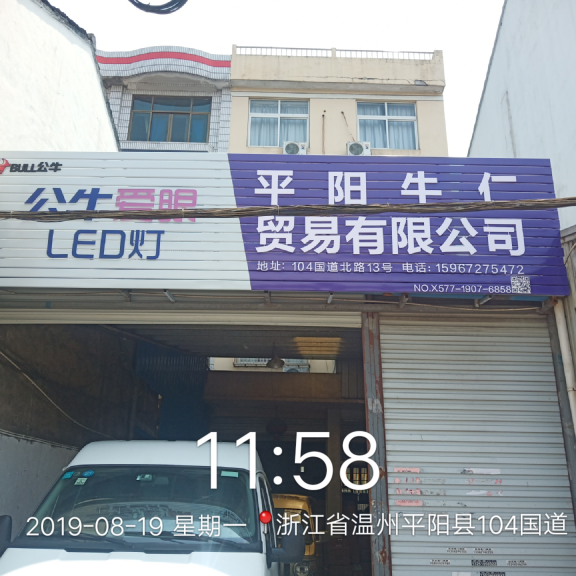 BULL公牛
公牛爱眼
LED灯
平阳牛仁
贸易有限公司
地址：104国道北路13号 电话：15967275472
NO.X577-1907-6858
11:58
2019-08-19 星期一 浙江省温州平阳县104国道